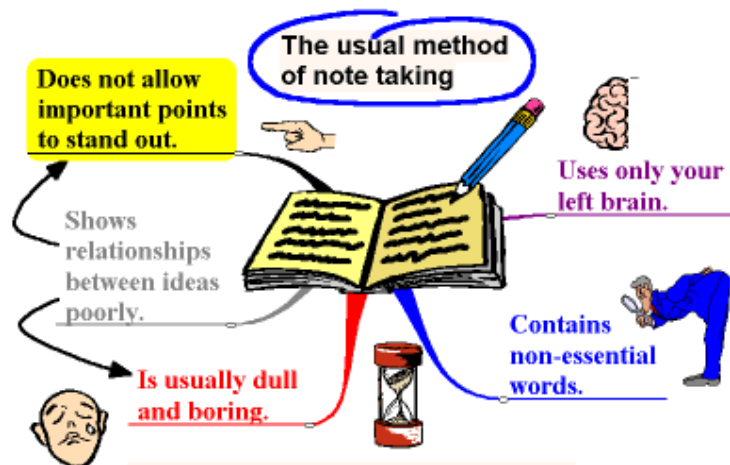 The usual method
of note taking
Does not allow
important points
to stand out.
Uses only your
left brain.
Shows
relationships
between ideas
poorly.
Contains
non-essential
words.
Is usually dull
and boring.